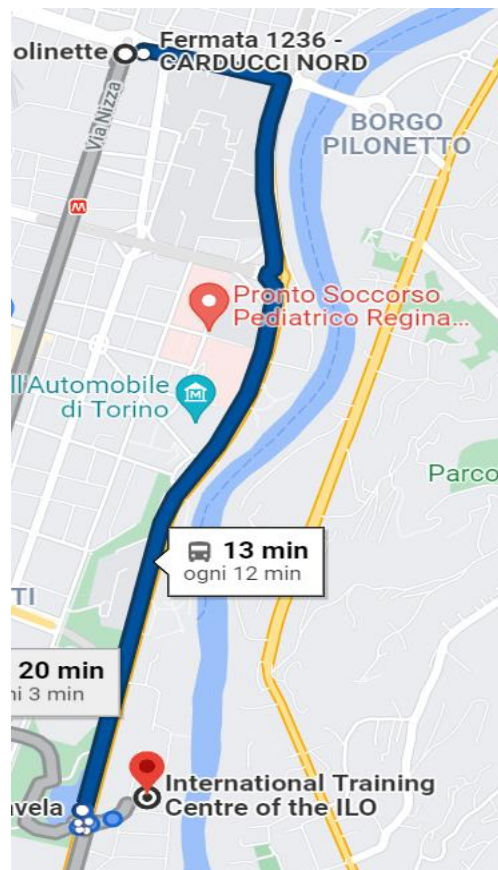 olinette
Fermata 1236 -
CARDUCCI NORD
Via Nizza
BORGO
PILONETTO
M
Pronto Soccorso
Pediatrico Regina...
ll'Automobile
di Torino
M
Parco
13 min
ogni 12 min
TI
20 min
ni 3 min
International Training
Centre of the ILO
avela